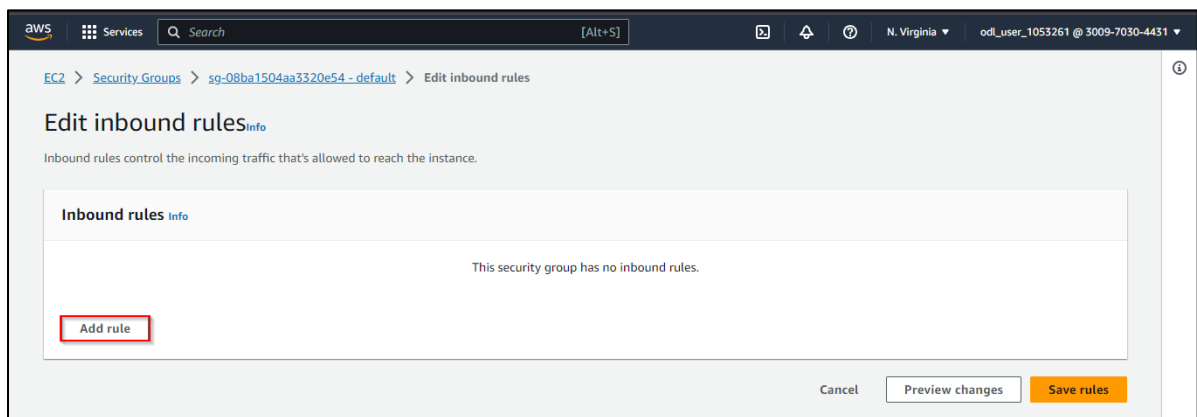 aws Services Search [Alt+S] N. Virginia ▼ odl_user_1053261 @ 3009-7030-4431 ▼
EC2 > Security Groups > sg-08ba1504aa3320e54 - default > Edit inbound rules
Edit inbound rules Info
Inbound rules control the incoming traffic that's allowed to reach the instance.
Inbound rules Info
This security group has no inbound rules.
Add rule
Cancel Preview changes Save rules